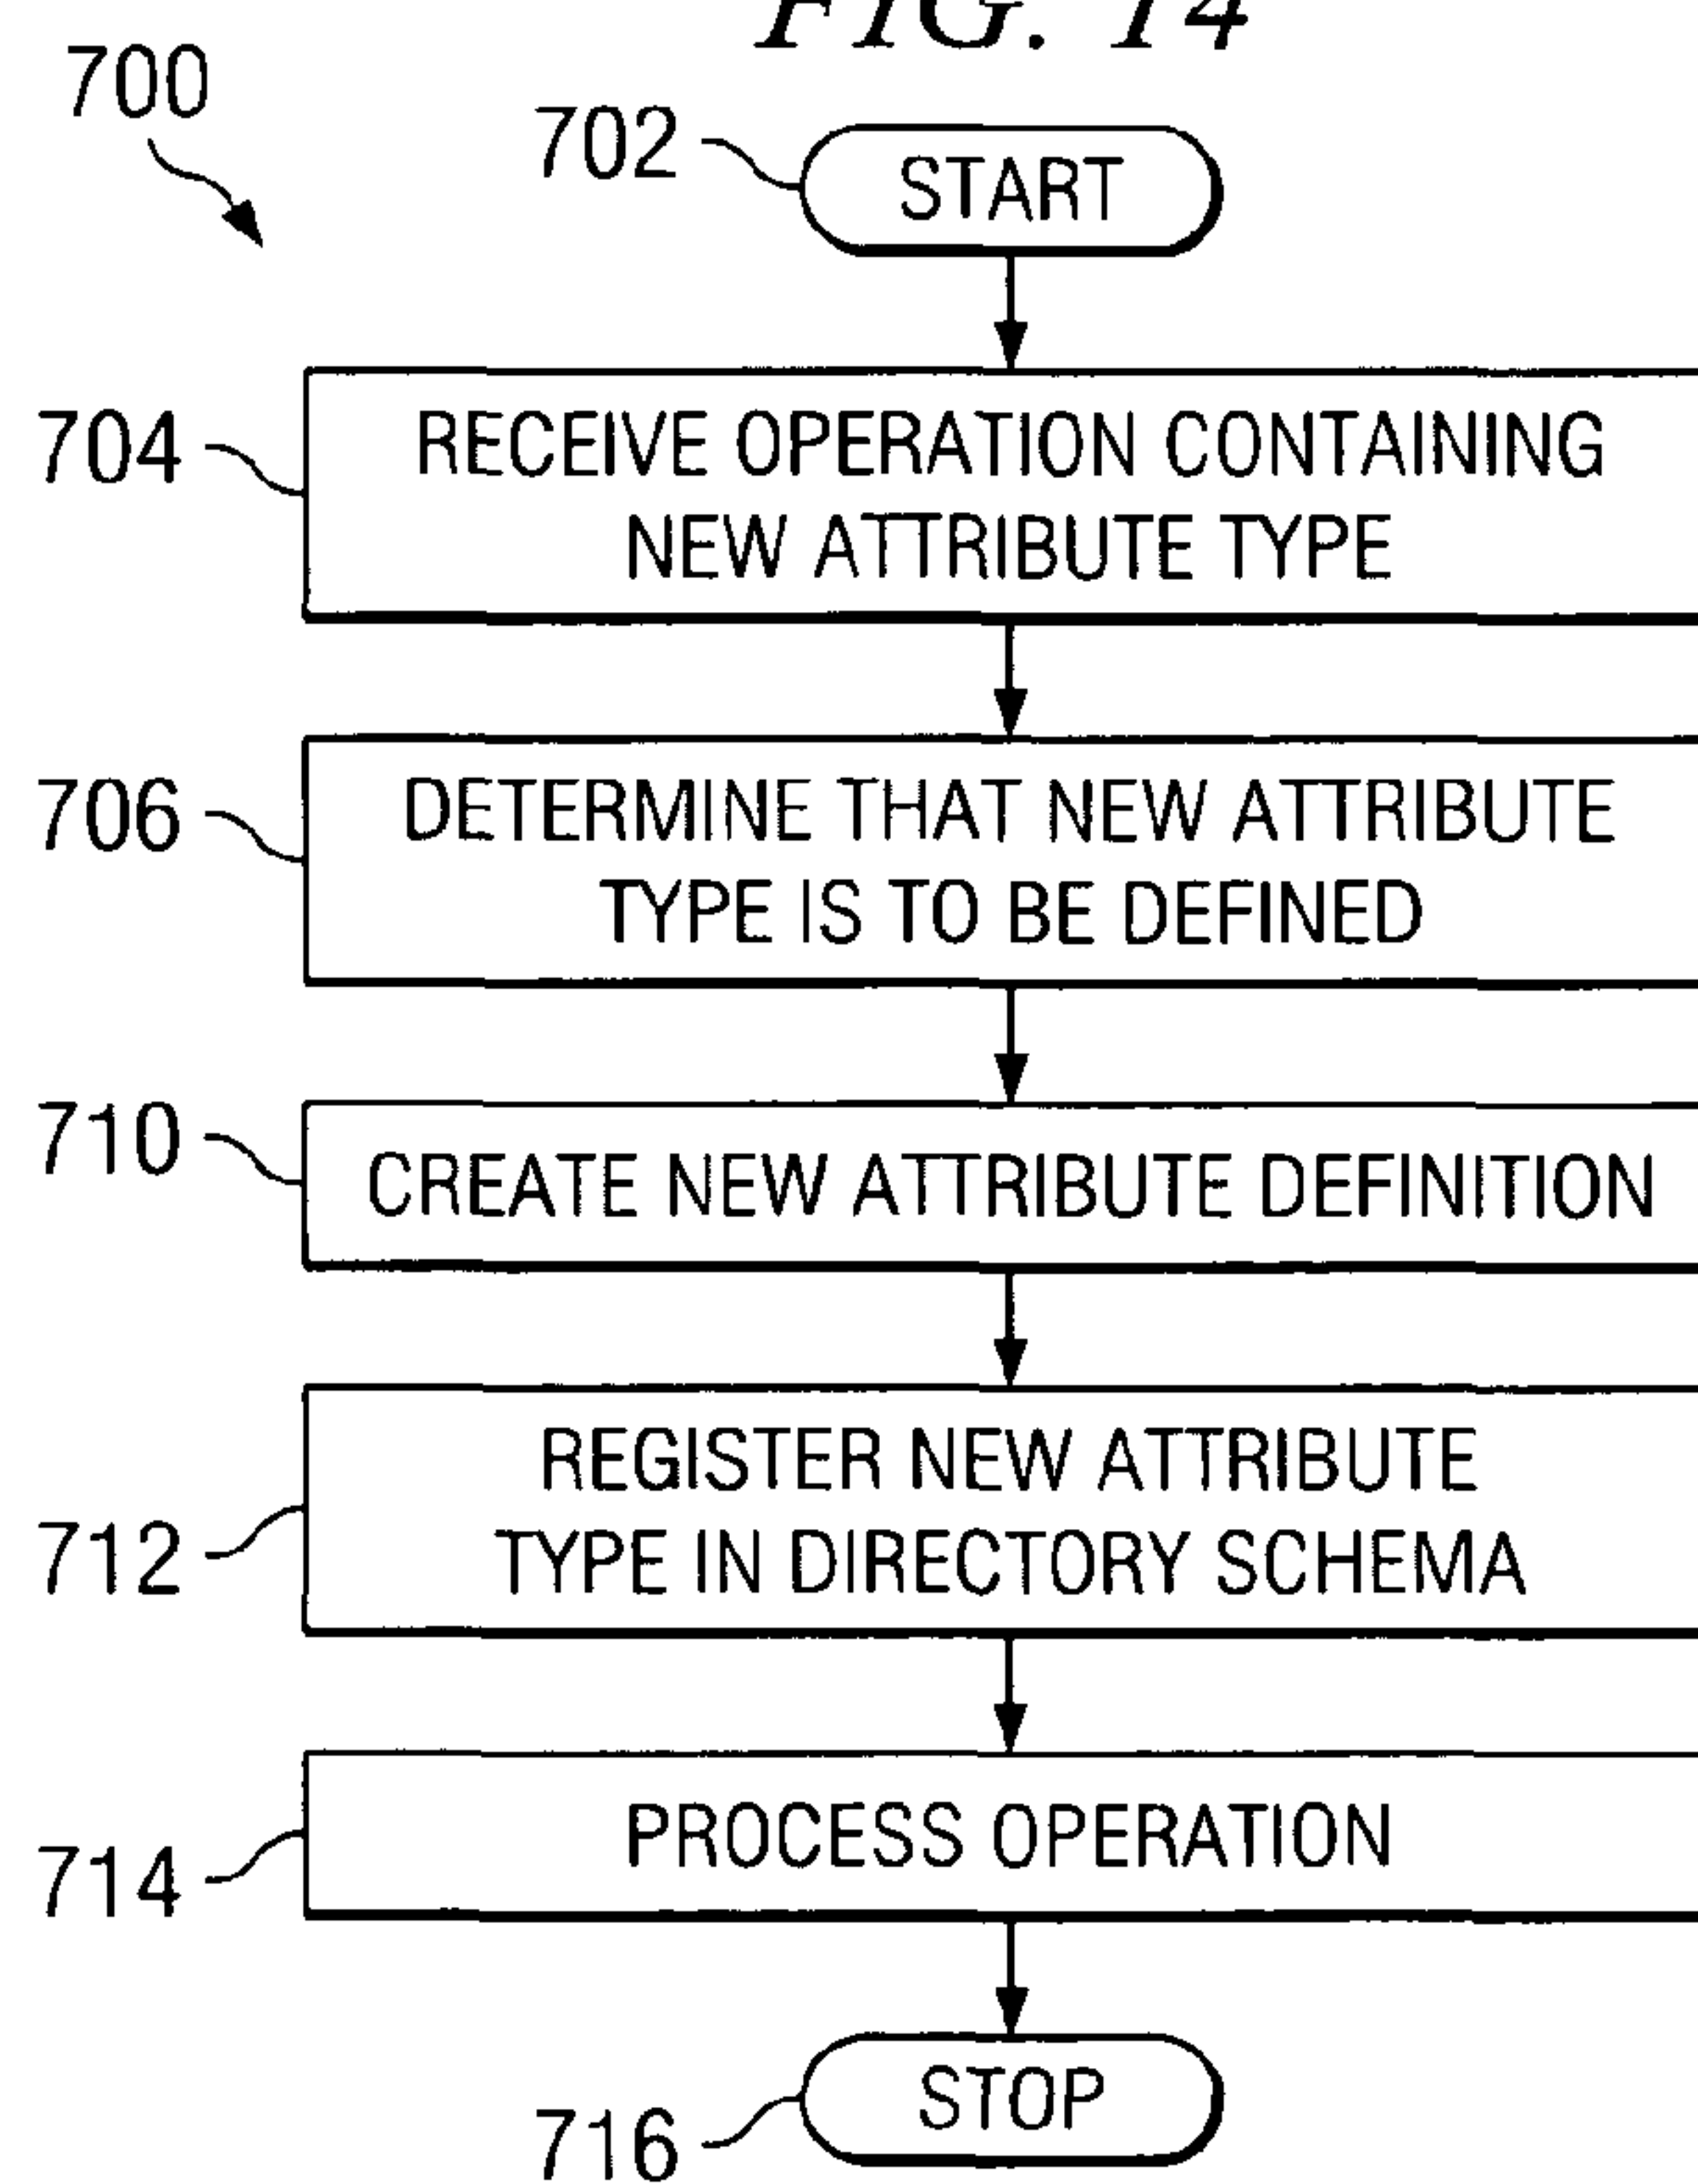 FIG. 14
700
702
START
704
RECEIVE OPERATION CONTAINING
NEW ATTRIBUTE TYPE
706
DETERMINE THAT NEW ATTRIBUTE
TYPE IS TO BE DEFINED
710
CREATE NEW ATTRIBUTE DEFINITION
REGISTER NEW ATTRIBUTE
712
TYPE IN DIRECTORY SCHEMA
PROCESS OPERATION
714
STOP
716